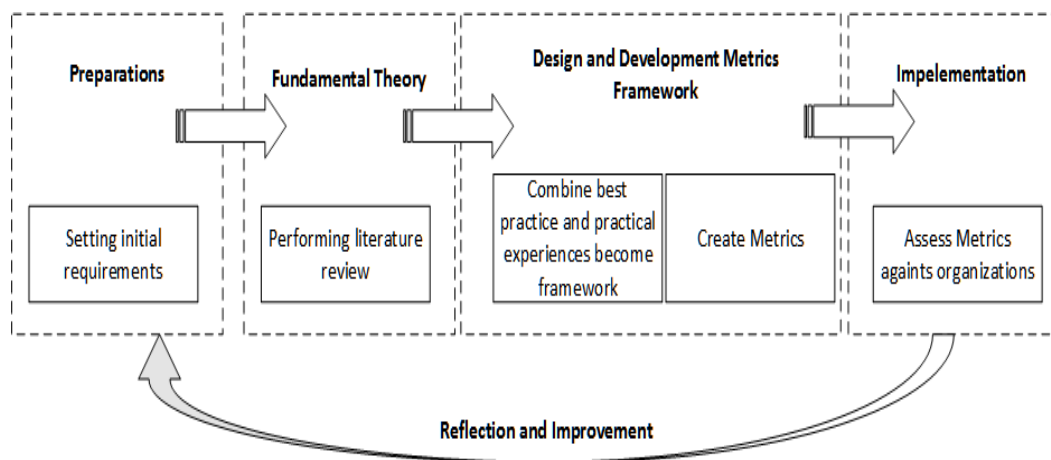 Preparations
Setting initial
requirements
Fundamental Theory
Performing literature
review
Design and Development Metrics
Framework
Combine best
practice and practical
experiences become
framework
Create Metrics
Impelementation
Assess Metrics
againts organizations
Reflection and Improvement